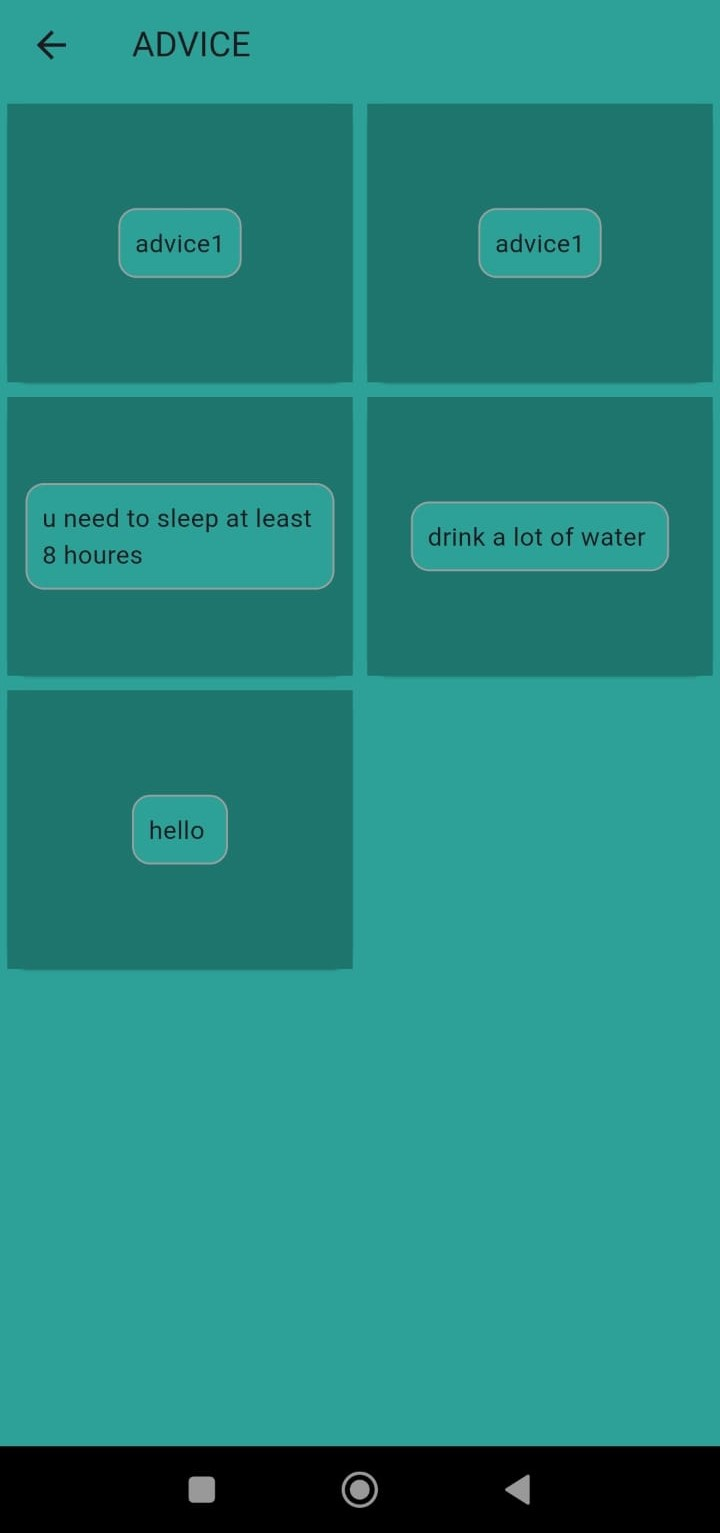 ADVICE
advice1
advice1
u need to sleep at least
8 houres
drink a lot of water
hello